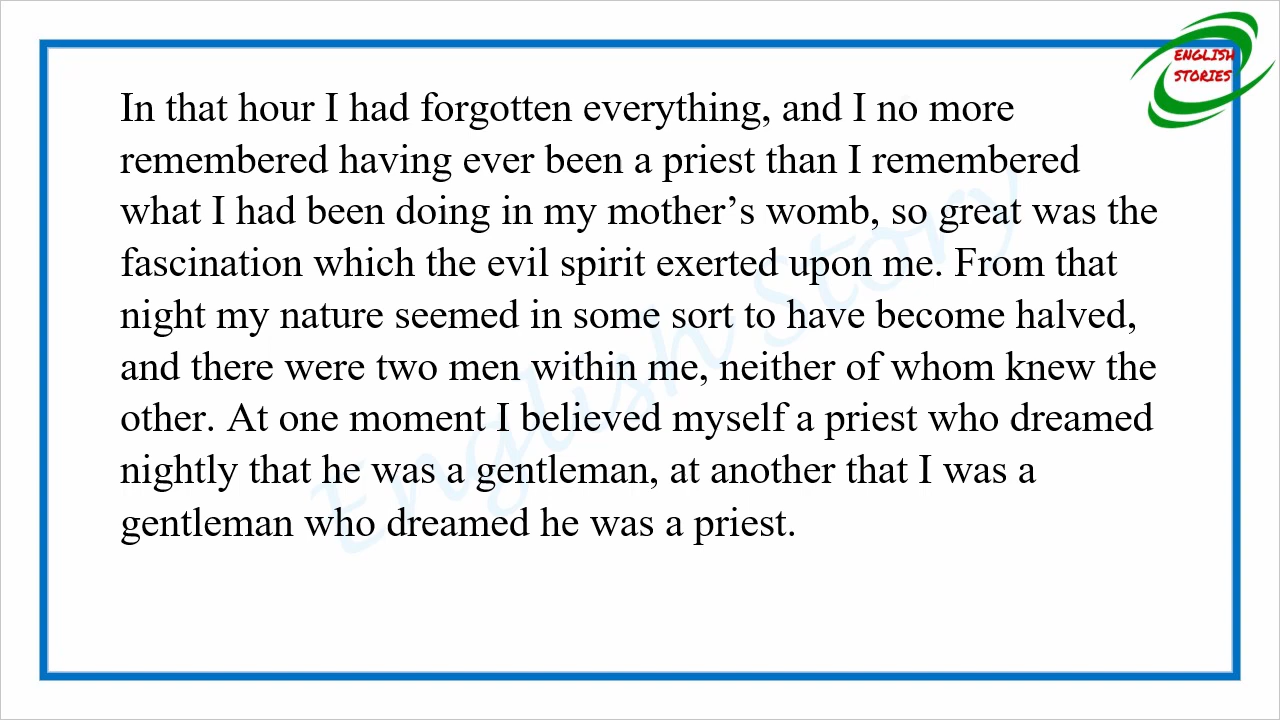 ENGLISH
STORIES
In that hour I had forgotten everything, and I no more
remembered having ever been a priest than I remembered
what I had been doing in my mother’s womb, so great was the
fascination which the evil spirit exerted upon me. From that
night my nature seemed in some sort to have become halved,
and there were two men within me, neither of whom knew the
other. At one moment I believed myself a priest who dreamed
nightly that he was a gentleman, at another that I was a
gentleman who dreamed he was a priest.
English Story